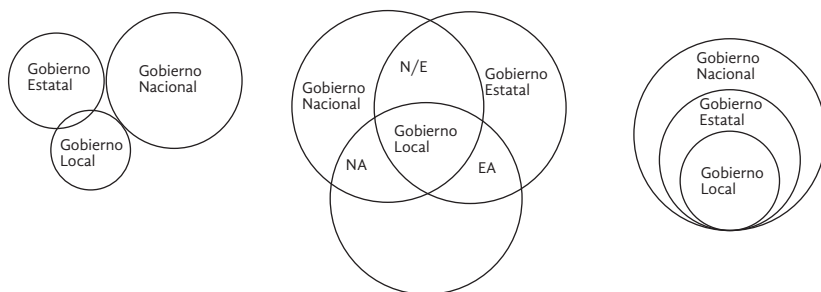 Gobierno
Estatal
Gobierno
Nacional
Gobierno
Local
Gobierno
Nacional
N/E
Gobierno
Estatal
Gobierno
Local
NA
EA
Gobierno
Nacional
Gobierno
Estatal
Gobierno
Local